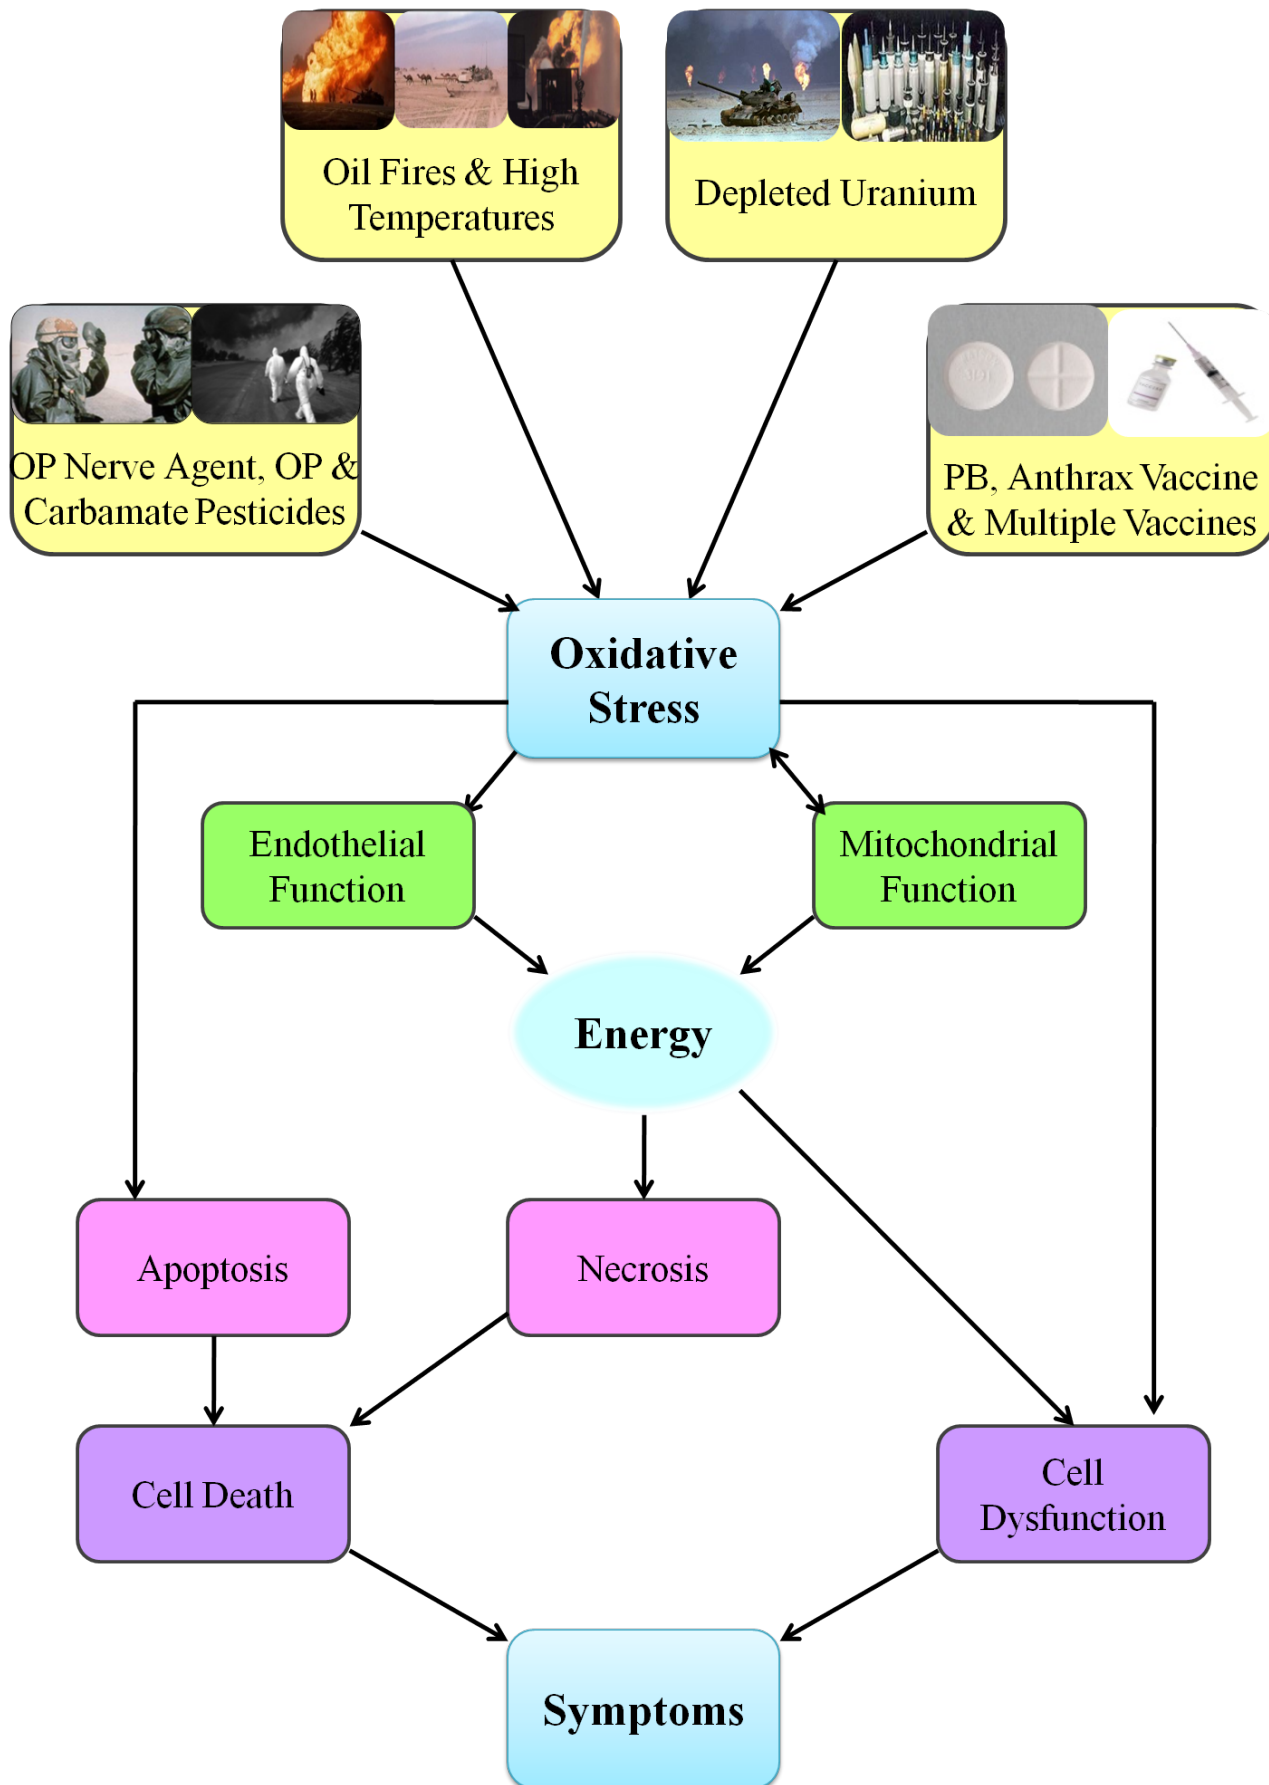 Oil Fires & High
Temperatures
Depleted Uranium
OP Nerve Agent, OP &
Carbamate Pesticides
PB, Anthrax Vaccine
& Multiple Vaccines
Oxidative
Stress
Endothelial
Function
Mitochondrial
Function
Energy
Apoptosis
Necrosis
Cell Death
Cell
Dysfunction
Symptoms